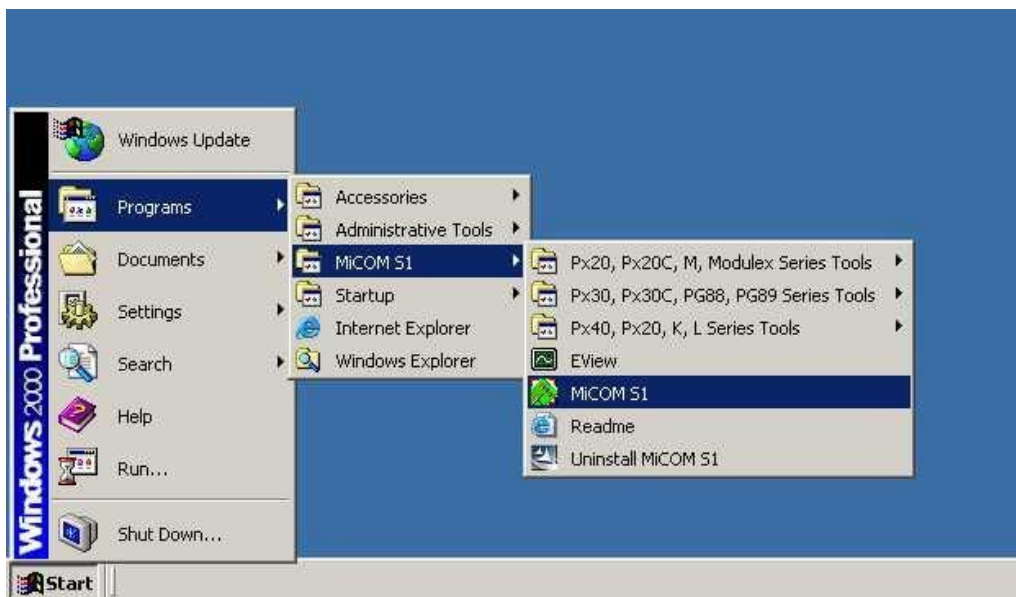 Windows 2000 Professional
Windows Update
Programs
Documents
Settings
Search
Help
Run...
Shut Down...
Accessories
Administrative Tools
MiCOM S1
Startup
Internet Explorer
Windows Explorer
Px20, Px20C, M, Modulex Series Tools
Px30, Px30C, PG88, PG89 Series Tools
Px40, Px20, K, L Series Tools
EView
MiCOM S1
Readme
Uninstall MiCOM S1
Start